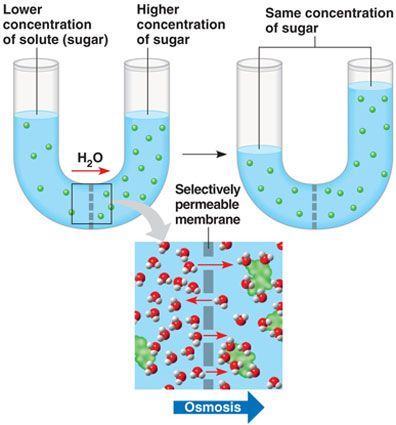 Lower
concentration
of solute (sugar)
Higher
concentration
of sugar
Same concentration
of sugar
H₂O
Selectively
permeable
membrane
Osmosis